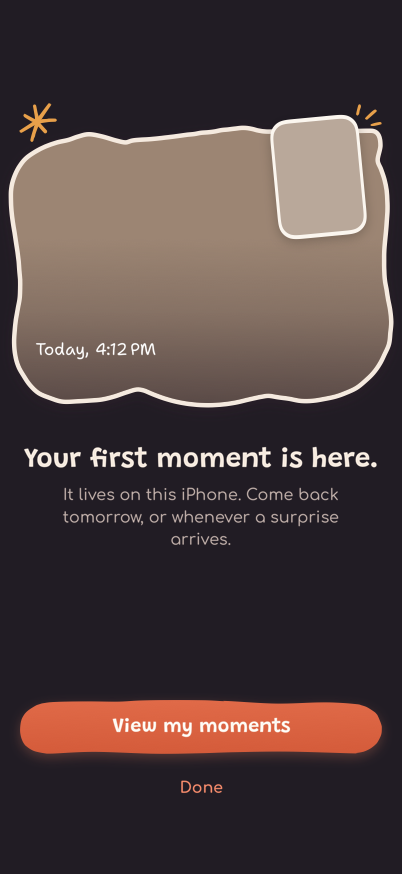 Today, 4:12 PM
Your first moment is here.
It lives on this iPhone. Come back
tomorrow, or whenever a surprise
arrives.
View my moments
Done